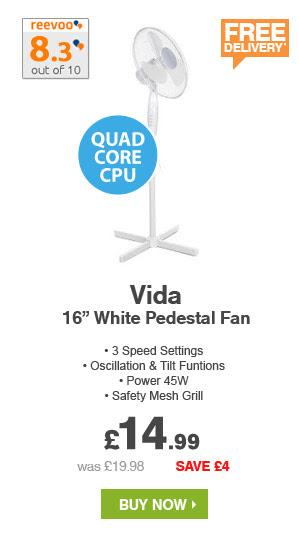 reevoo
8.3
out of 10
FREE
DELIVERY*
QUAD
CORE
CPU
Vida
16” White Pedestal Fan
• 3 Speed Settings
• Oscillation & Tilt Funtions
• Power 45W
• Safety Mesh Grill
£14.99
was £19.98 SAVE £4
BUY NOW